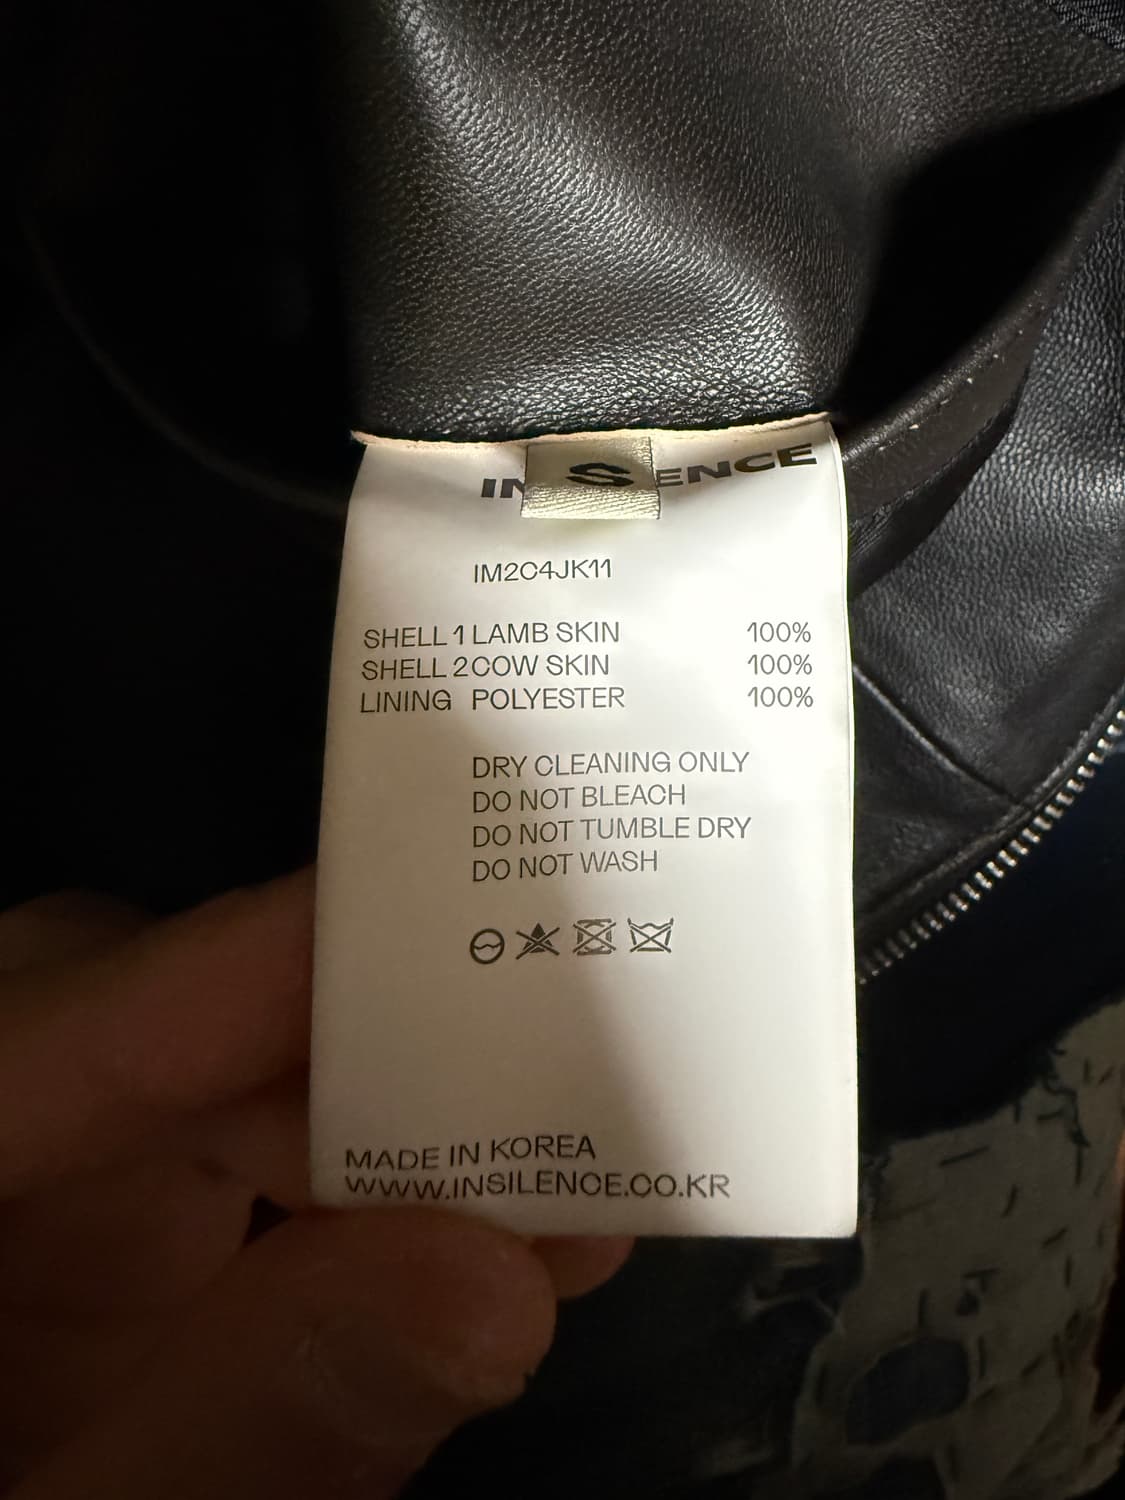 IN S ENCE
IM2C4JK11
SHELL 1 LAMB SKIN 100%
SHELL 2 COW SKIN 100%
LINING POLYESTER 100%
DRY CLEANING ONLY
DO NOT BLEACH
DO NOT TUMBLE DRY
DO NOT WASH
MADE IN KOREA
WWW.INSILENCE.CO.KR